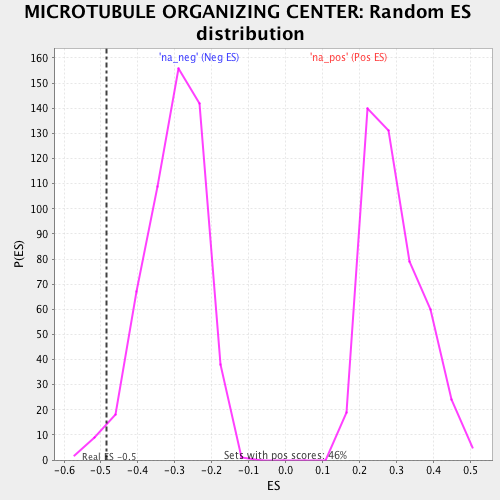 MICROTUBULE ORGANIZING CENTER: Random ES
distribution
'na_neg' (Neg ES) 'na_pos' (Pos ES)
160
150
140
130
120
110
100
90
80
70
60
50
40
30
20
10
0
P(ES)
Real ES -0.5
Sets with pos scores: 46%
-0.6 -0.5 -0.4 -0.3 -0.2 -0.1 0.0 0.1 0.2 0.3 0.4 0.5
ES